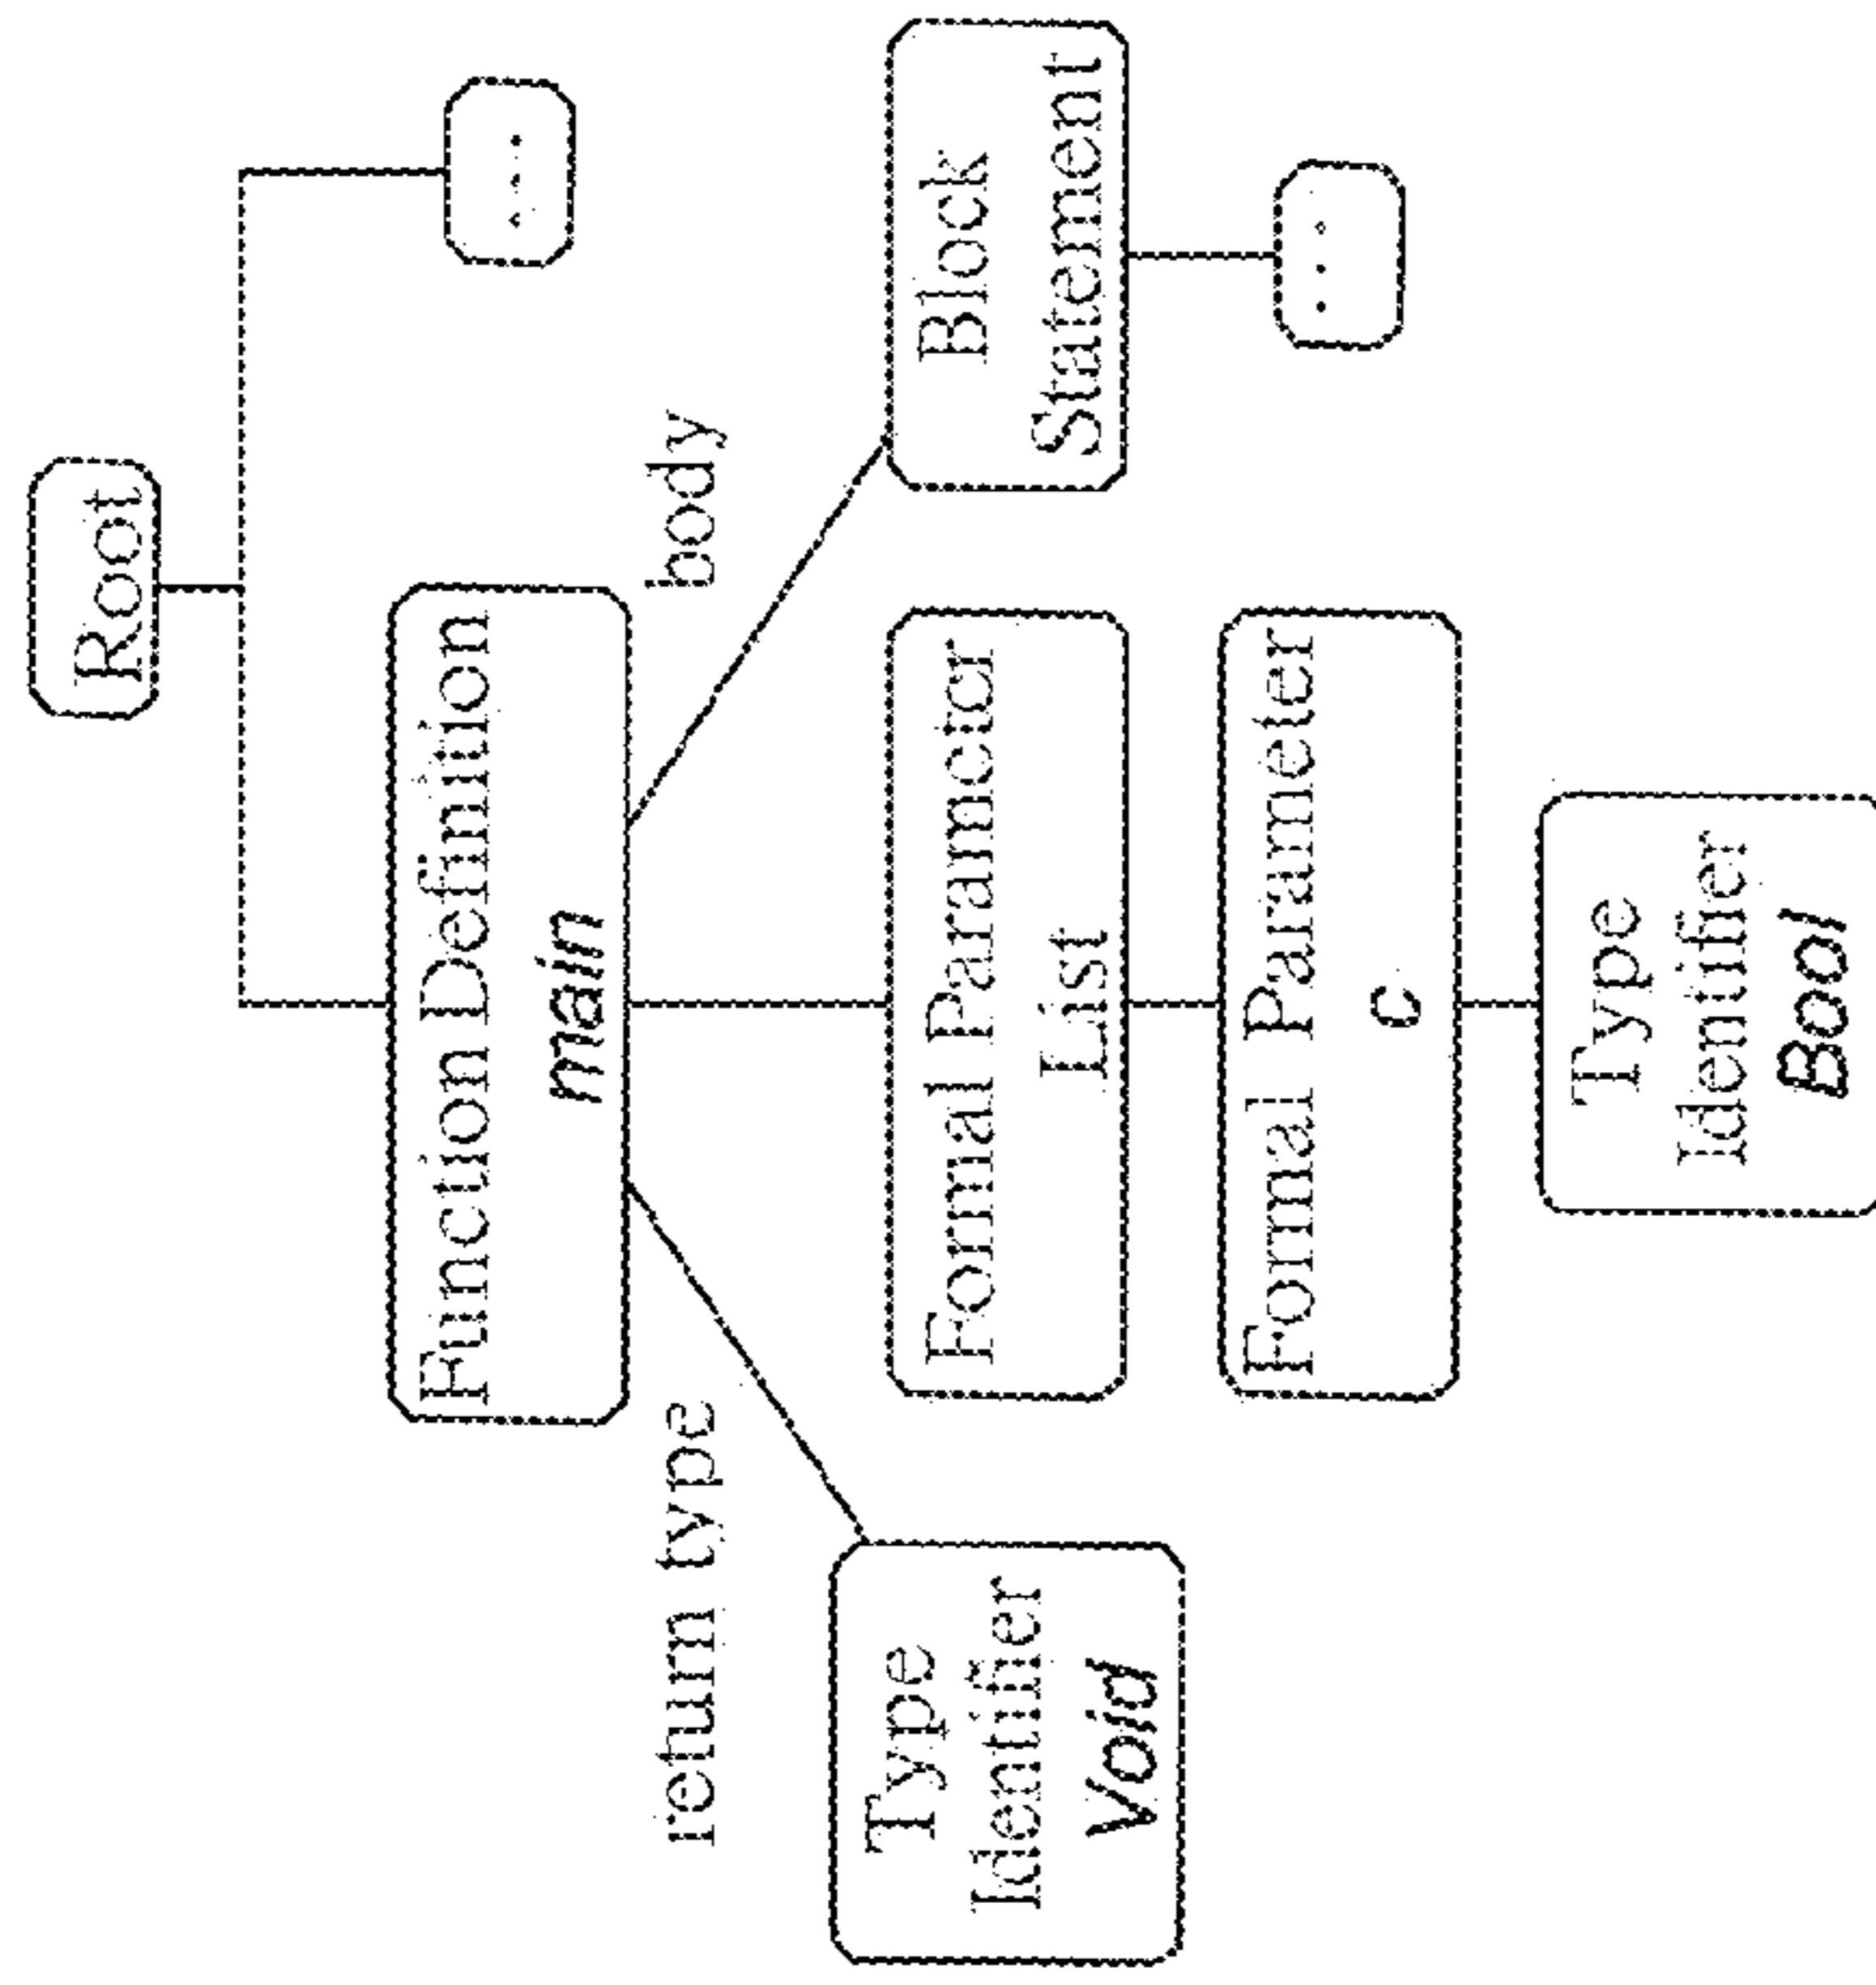 Root
Function Definition
main
...
return type
body
Type
Identifier
Void
Formal Parameter
List
Block
Statement
Formal Parameter
c
...
Type
Identifier
Bool